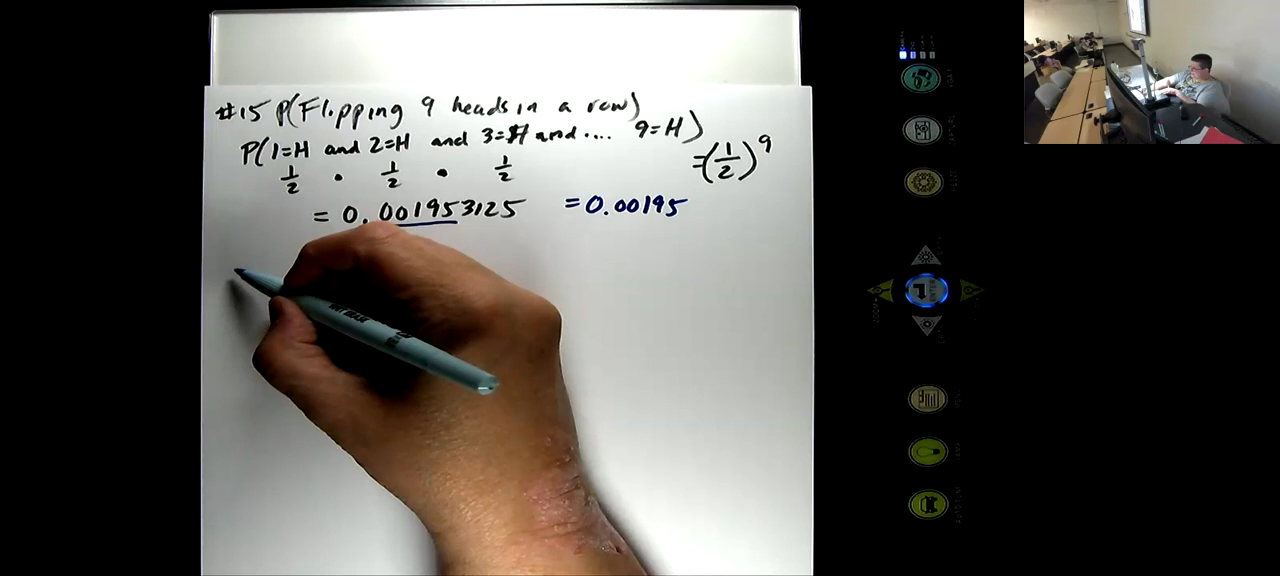 #15 P(Flipping 9 heads in a row)
P(1=H and 2=H and 3=H and.... 9=H)
1/2 · 1/2 · 1/2 =(1/2)^9
= 0.001953125 =0.00195